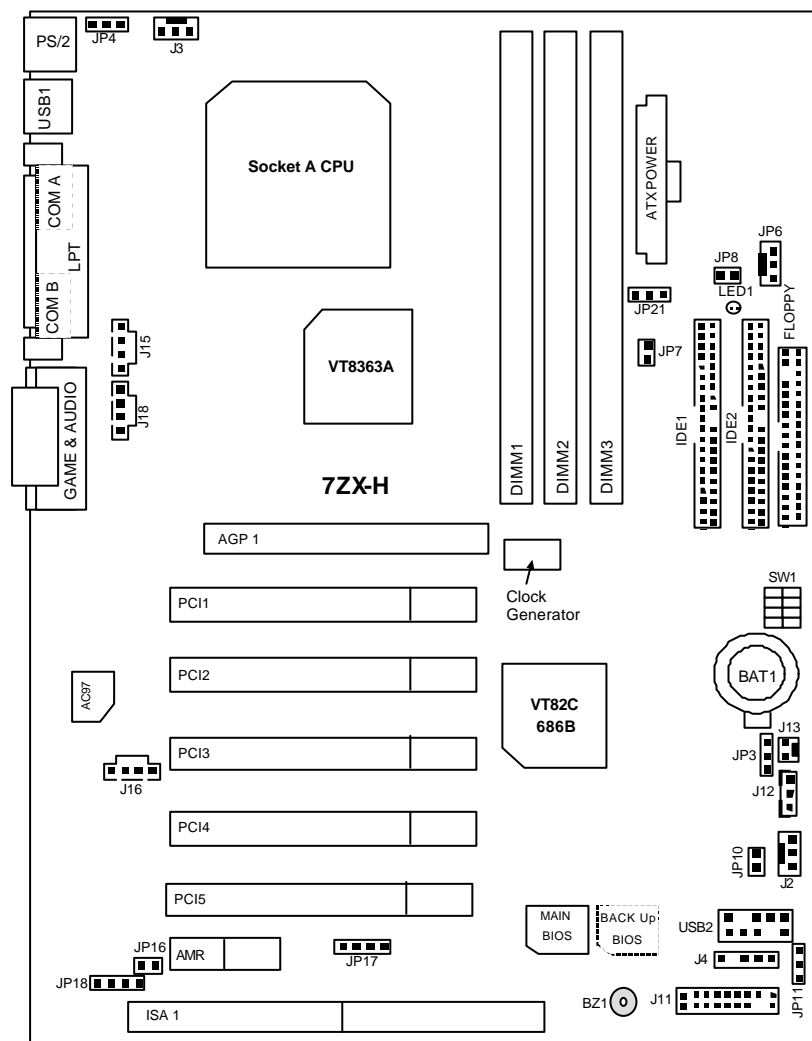 PS/2
JP4
J3
USB1
Socket A CPU
ATXPOWER
COM A
LPT
COM B
JP6
JP8
LED1
JP21
FLOPPY
J15
VT8363A
JP7
J18
GAME & AUDIO
IDE1
IDE2
DIMM1
DIMM2
DIMM3
7ZX-H
AGP 1
Clock
Generator
SW1
PCI1
PCI2
AC97
VT82C
686B
BAT1
J13
JP3
PCI3
J16
J12
PCI4
JP10
J2
PCI5
MAIN
BIOS
BACK Up
BIOS
USB2
JP16
AMR
JP17
J4
JP18
JP11
ISA 1
BZ1
J11